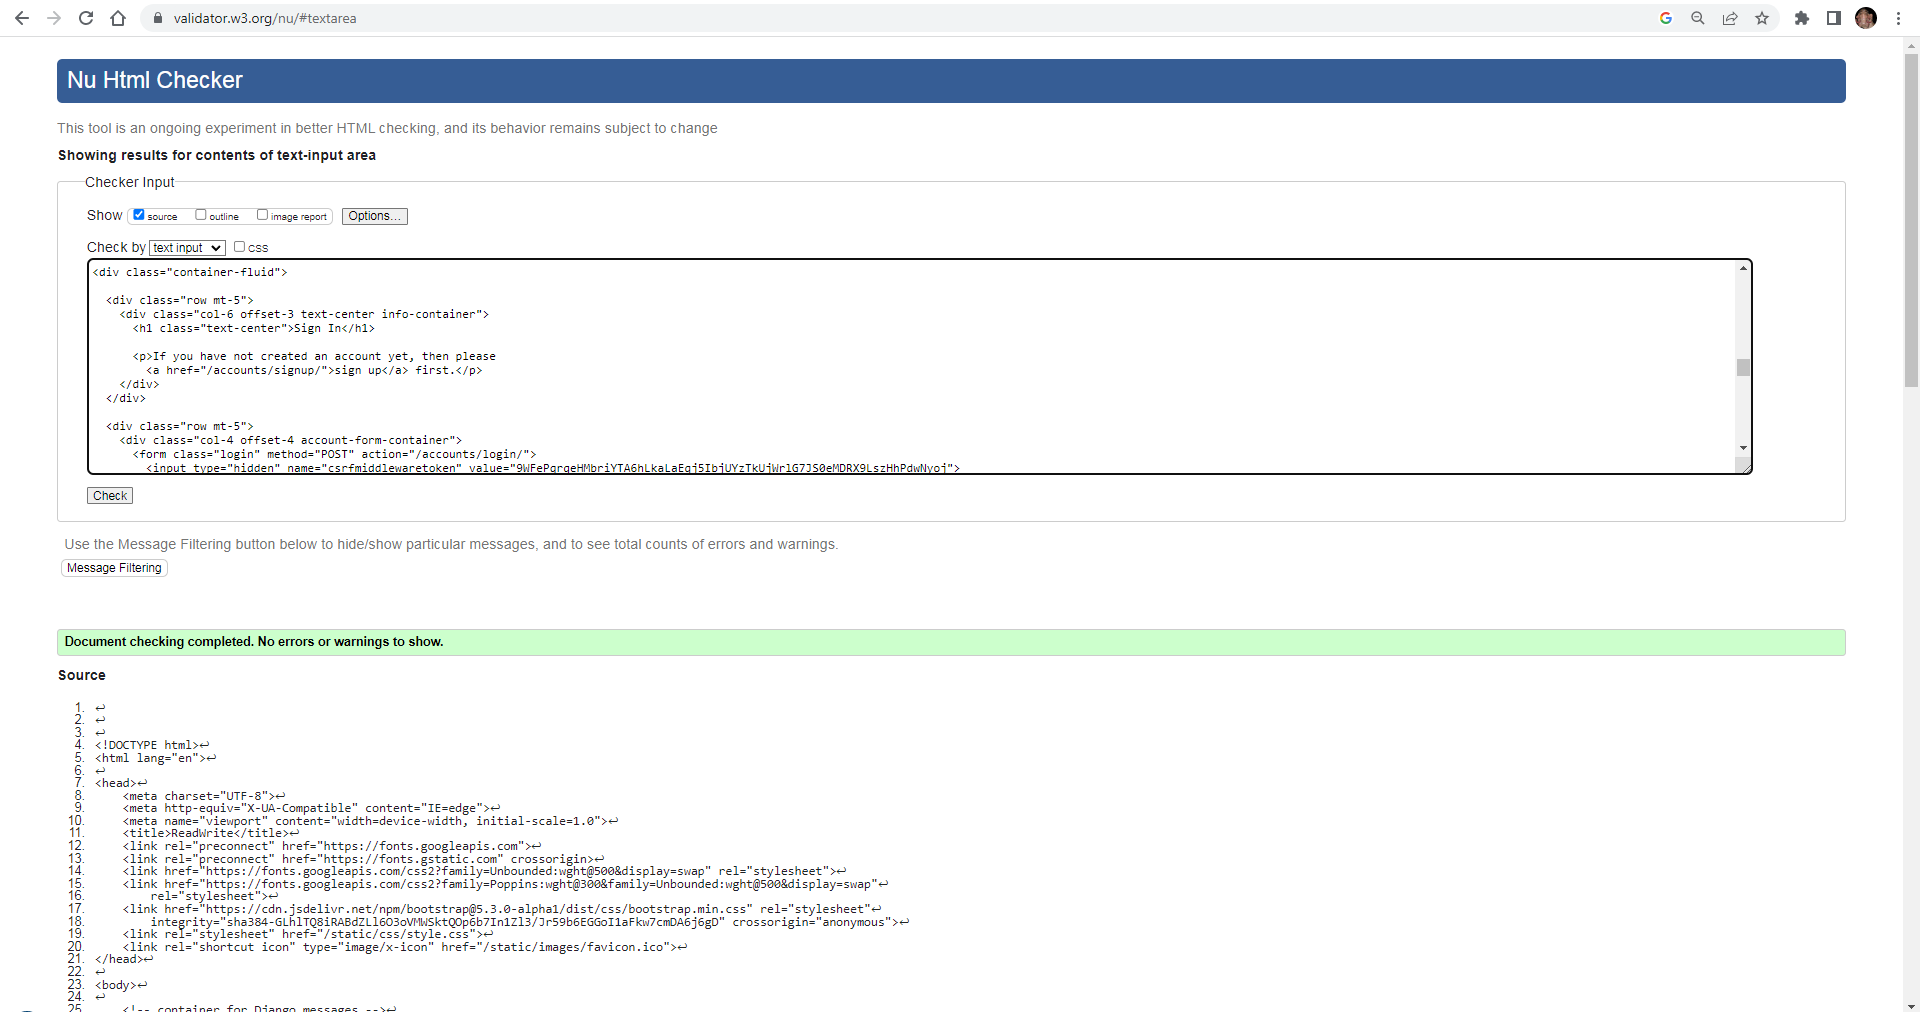 validator.w3.org/nu/#textarea
Nu Html Checker
This tool is an ongoing experiment in better HTML checking, and its behavior remains subject to change
Showing results for contents of text-input area
Checker Input
Show source outline image report Options...
Check by text input css
<div class="container-fluid">
<div class="row mt-5">
<div class="col-6 offset-3 text-center info-container">
<h1 class="text-center">Sign In</h1>
<p>If you have not created an account yet, then please
<a href="/accounts/signup/">sign up</a> first.</p>
</div>
</div>
<div class="row mt-5">
<div class="col-4 offset-4 account-form-container">
<form class="login" method="POST" action="/accounts/login/">
<input type="hidden" name="csrfmiddlewaretoken" value=
Check
Use the Message Filtering button below to hide/show particular messages, and to see total counts of errors and warnings.
Message Filtering
Document checking completed. No errors or warnings to show.
Source
1. ↩
2. ↩
3. ↩
4. <!DOCTYPE html>↩
5. <html lang="en">↩
6. ↩
7. <head>↩
8. <meta charset="UTF-8">↩
9. <meta http-equiv="X-UA-Compatible" content="IE=edge">↩
10. <meta name="viewport" content="width=device-width, initial-scale=1.0">↩
11. <title>ReadWrite</title>↩
12. <link rel="preconnect" href="https://fonts.googleapis.com">↩
13. <link rel="preconnect" href="https://fonts.gstatic.com" crossorigin>↩
14. <link href="https://fonts.googleapis.com/css2?family=Unbounded:wght@500&display=swap" rel="stylesheet">↩
15. <link href="https://fonts.googleapis.com/css2?family=Poppins:wght@300&family=Unbounded:wght@500&display=swap"↩
16. rel="stylesheet">↩
17. <link href="https://cdn.jsdelivr.net/npm/bootstrap@5.3.0-alpha1/dist/css/bootstrap.min.css" rel="stylesheet"↩
18. integrity="sha384-GLhlTQ8iRABdZLl6O3oVMWSktQOp6b7In1Zl3/Jr59b6EGGoI1aFkw7cmDA6j6gD" crossorigin="anonymous">↩
19. <link rel="stylesheet" href="/static/css/style.css">↩
20. <link rel="shortcut icon" type="image/x-icon" href="/static/images/favicon.ico">↩
21. </head>↩
22. ↩
23. <body>↩
24. ↩
25. <!-- container for Django messages -->↩